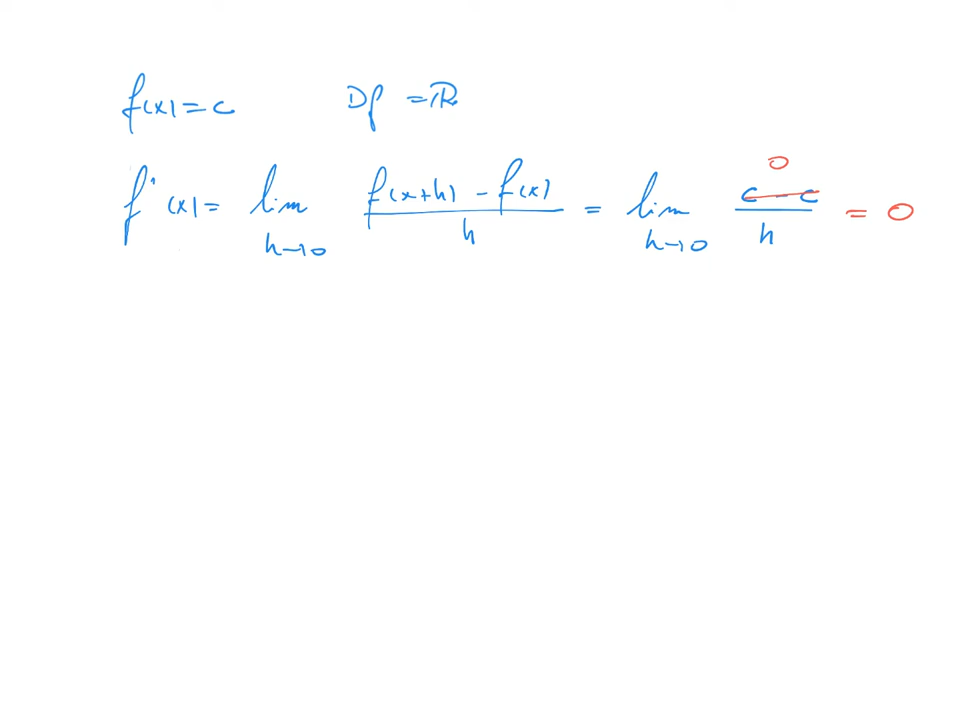 f(x) = c Df = ℝ
f'(x) = lim h→0 f(x+h) - f(x) / h = lim h→0 c - c / h = 0
0